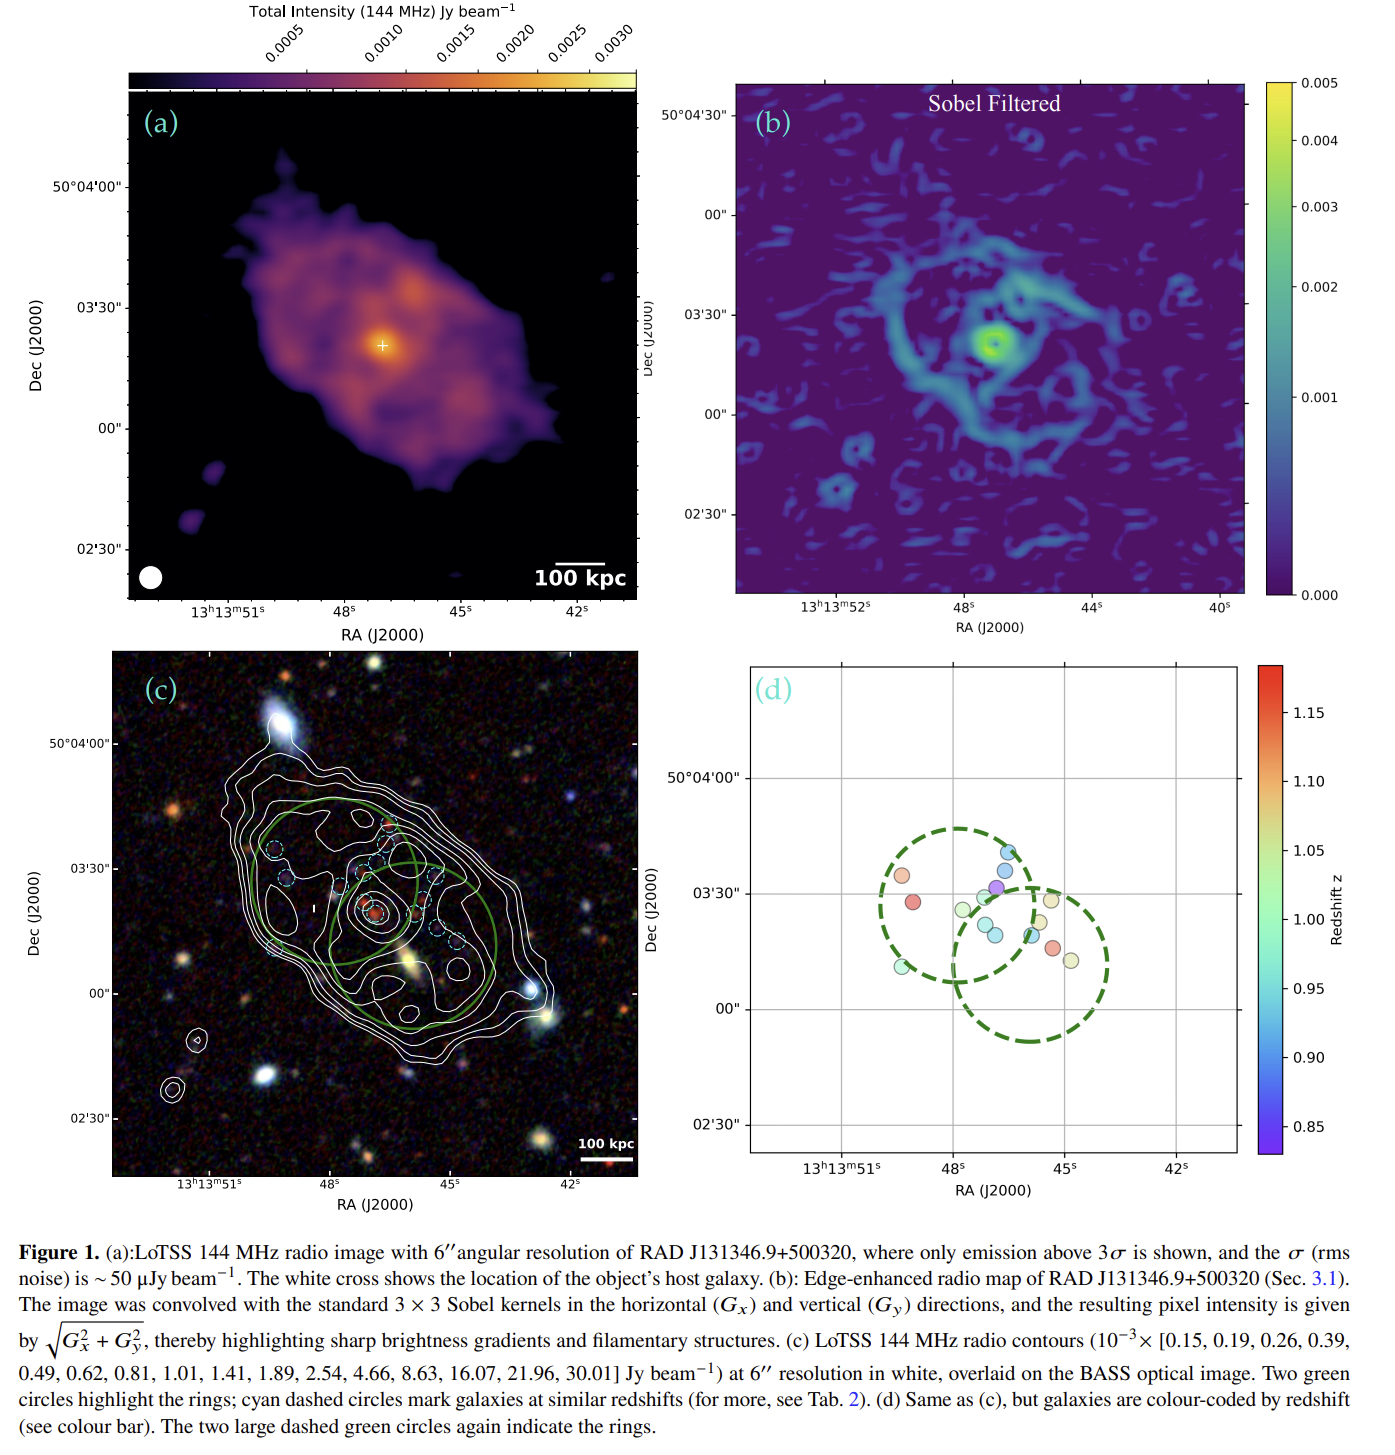 Total Intensity (144 MHz) Jy beam⁻¹
0.0005 0.0010 0.0015 0.0020 0.0025 0.0030
(a)
50°04'00"
03'30"
00"
02'30"
Dec (J2000)
100 kpc
13ʰ13ᵐ51ˢ 48ˢ 45ˢ 42ˢ
RA (J2000)
Sobel Filtered
(b)
50°04'30"
00"
03'30"
00"
02'30"
Dec (J2000)
13ʰ13ᵐ52ˢ 48ˢ 44ˢ 40ˢ
RA (J2000)
0.005
0.004
0.003
0.002
0.001
0.000
(c)
50°04'00"
03'30"
00"
02'30"
Dec (J2000)
100 kpc
13ʰ13ᵐ51ˢ 48ˢ 45ˢ 42ˢ
RA (J2000)
(d)
50°04'00"
03'30"
00"
02'30"
Dec (J2000)
13ʰ13ᵐ51ˢ 48ˢ 45ˢ 42ˢ
RA (J2000)
1.15
1.10
1.05
1.00
0.95
0.90
0.85
Redshift z
Figure 1. (a):LoTSS 144 MHz radio image with 6′′angular resolution of RAD J131346.9+500320, where only emission above 3σ is shown, and the σ (rms
noise) is ~ 50 μJy beam⁻¹. The white cross shows the location of the object's host galaxy. (b): Edge-enhanced radio map of RAD J131346.9+500320 (Sec. 3.1).
The image was convolved with the standard 3 × 3 Sobel kernels in the horizontal (Gₓ) and vertical (G_y) directions, and the resulting pixel intensity is given
by √(Gₓ² + G_y²), thereby highlighting sharp brightness gradients and filamentary structures. (c) LoTSS 144 MHz radio contours (10⁻³× [0.15, 0.19, 0.26, 0.39,
0.49, 0.62, 0.81, 1.01, 1.41, 1.89, 2.54, 4.66, 8.63, 16.07, 21.96, 30.01] Jy beam⁻¹) at 6′′ resolution in white, overlaid on the BASS optical image. Two green
circles highlight the rings; cyan dashed circles mark galaxies at similar redshifts (for more, see Tab. 2). (d) Same as (c), but galaxies are colour-coded by redshift
(see colour bar). The two large dashed green circles again indicate the rings.